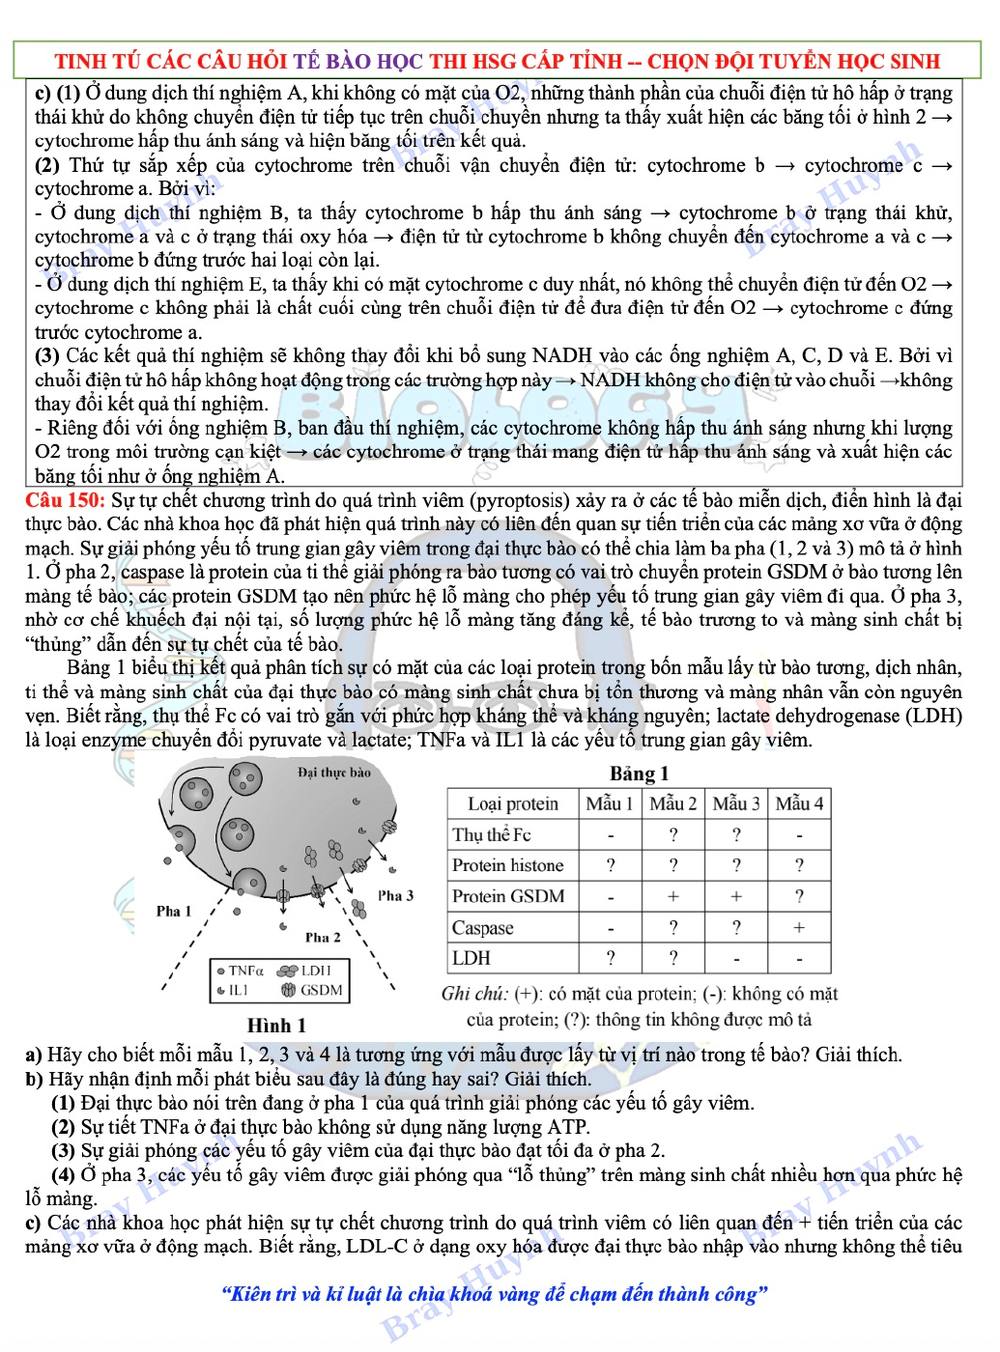 TINH TÚ CÁC CÂU HỎI TẾ BÀO HỌC THI HSG CẤP TỈNH -- CHỌN ĐỘI TUYỂN HỌC SINH
c) (1) Ở dung dịch thí nghiệm A, khi không có mặt của O2, những thành phần của chuỗi điện tử hô hấp ở trạng
thái khử do không chuyển điện tử tiếp tục trên chuỗi chuyền nhưng ta thấy xuất hiện các băng tối ở hình 2 →
cytochrome hấp thu ánh sáng và hiện băng tối trên kết quả.
(2) Thứ tự sắp xếp của cytochrome trên chuỗi vận chuyển điện tử: cytochrome b → cytochrome c →
cytochrome a. Bởi vì:
- Ở dung dịch thí nghiệm B, ta thấy cytochrome b hấp thu ánh sáng → cytochrome b ở trạng thái khử,
cytochrome a và c ở trạng thái oxy hóa → điện tử từ cytochrome b không chuyển đến cytochrome a và c →
cytochrome b đứng trước hai loại còn lại.
- Ở dung dịch thí nghiệm E, ta thấy khi có mặt cytochrome c duy nhất, nó không thể chuyển điện tử đến O2 →
cytochrome c không phải là chất cuối cùng trên chuỗi điện tử để đưa điện tử đến O2 → cytochrome c đứng
trước cytochrome a.
(3) Các kết quả thí nghiệm sẽ không thay đổi khi bổ sung NADH vào các ống nghiệm A, C, D và E. Bởi vì
chuỗi điện tử hô hấp không hoạt động trong các trường hợp này → NADH không cho điện tử vào chuỗi →không
thay đổi kết quả thí nghiệm.
- Riêng đối với ống nghiệm B, ban đầu thí nghiệm, các cytochrome không hấp thu ánh sáng nhưng khi lượng
O2 trong môi trường cạn kiệt → các cytochrome ở trạng thái mang điện tử hấp thu ánh sáng và xuất hiện các
băng tối như ở ống nghiệm A.
Câu 150: Sự tự chết chương trình do quá trình viêm (pyroptosis) xảy ra ở các tế bào miễn dịch, điển hình là đại
thực bào. Các nhà khoa học đã phát hiện quá trình này có liên đến quan sự tiến triển của các mảng xơ vữa ở động
mạch. Sự giải phóng yếu tố trung gian gây viêm trong đại thực bào có thể chia làm ba pha (1, 2 và 3) mô tả ở hình
1. Ở pha 2, caspase là protein của ti thể giải phóng ra bào tương có vai trò chuyển protein GSDM ở bào tương lên
màng tế bào; các protein GSDM tạo nên phức hệ lỗ màng cho phép yếu tố trung gian gây viêm đi qua. Ở pha 3,
nhờ cơ chế khuếch đại nội tại, số lượng phức hệ lỗ màng tăng đáng kể, tế bào trương to và màng sinh chất bị
“thủng” dẫn đến sự tự chết của tế bào.
Bảng 1 biểu thị kết quả phân tích sự có mặt của các loại protein trong bốn mẫu lấy từ bào tương, dịch nhân,
ti thể và màng sinh chất của đại thực bào có màng sinh chất chưa bị tổn thương và màng nhân vẫn còn nguyên
vẹn. Biết rằng, thụ thể Fc có vai trò gắn với phức hợp kháng thể và kháng nguyên; lactate dehydrogenase (LDH)
là loại enzyme chuyển đổi pyruvate và lactate; TNFa và IL1 là các yếu tố trung gian gây viêm.
Đại thực bào
Pha 1
Pha 2
Pha 3
TNFα LDH
IL1 GSDM
Hình 1
Bảng 1
Loại protein Mẫu 1 Mẫu 2 Mẫu 3 Mẫu 4
Thụ thể Fc - ? ? -
Protein histone ? ? ? ?
Protein GSDM - + + ?
Caspase - ? ? +
LDH ? ? - -
Ghi chú: (+): có mặt của protein; (-): không có mặt
của protein; (?): thông tin không được mô tả
a) Hãy cho biết mỗi mẫu 1, 2, 3 và 4 là tương ứng với mẫu được lấy từ vị trí nào trong tế bào? Giải thích.
b) Hãy nhận định mỗi phát biểu sau đây là đúng hay sai? Giải thích.
(1) Đại thực bào nói trên đang ở pha 1 của quá trình giải phóng các yếu tố gây viêm.
(2) Sự tiết TNFa ở đại thực bào không sử dụng năng lượng ATP.
(3) Sự giải phóng các yếu tố gây viêm của đại thực bào đạt tối đa ở pha 2.
(4) Ở pha 3, các yếu tố gây viêm được giải phóng qua “lỗ thủng” trên màng sinh chất nhiều hơn qua phức hệ
lỗ màng.
c) Các nhà khoa học phát hiện sự tự chết chương trình do quá trình viêm có liên quan đến + tiến triển của các
mảng xơ vữa ở động mạch. Biết rằng, LDL-C ở dạng oxy hóa được đại thực bào nhập vào nhưng không thể tiêu
“Kiên trì và kỉ luật là chìa khoá vàng để chạm đến thành công”
BIOLOGY
Bray Huynh
Bray Huynh
Bray Huynh
Bray Huynh
Bray Huynh
Bray Huynh